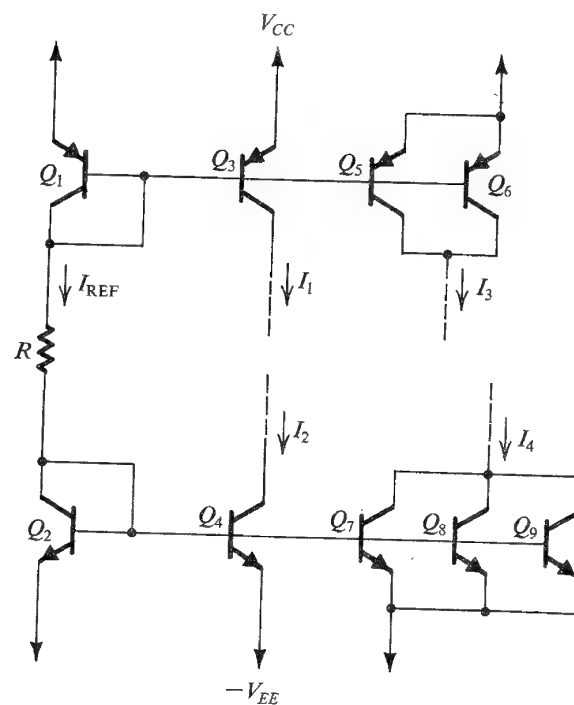 V_CC
Q_1
Q_3
Q_5
Q_6
I_REF
I_1
I_3
R
I_2
I_4
Q_2
Q_4
Q_7
Q_8
Q_9
−V_EE